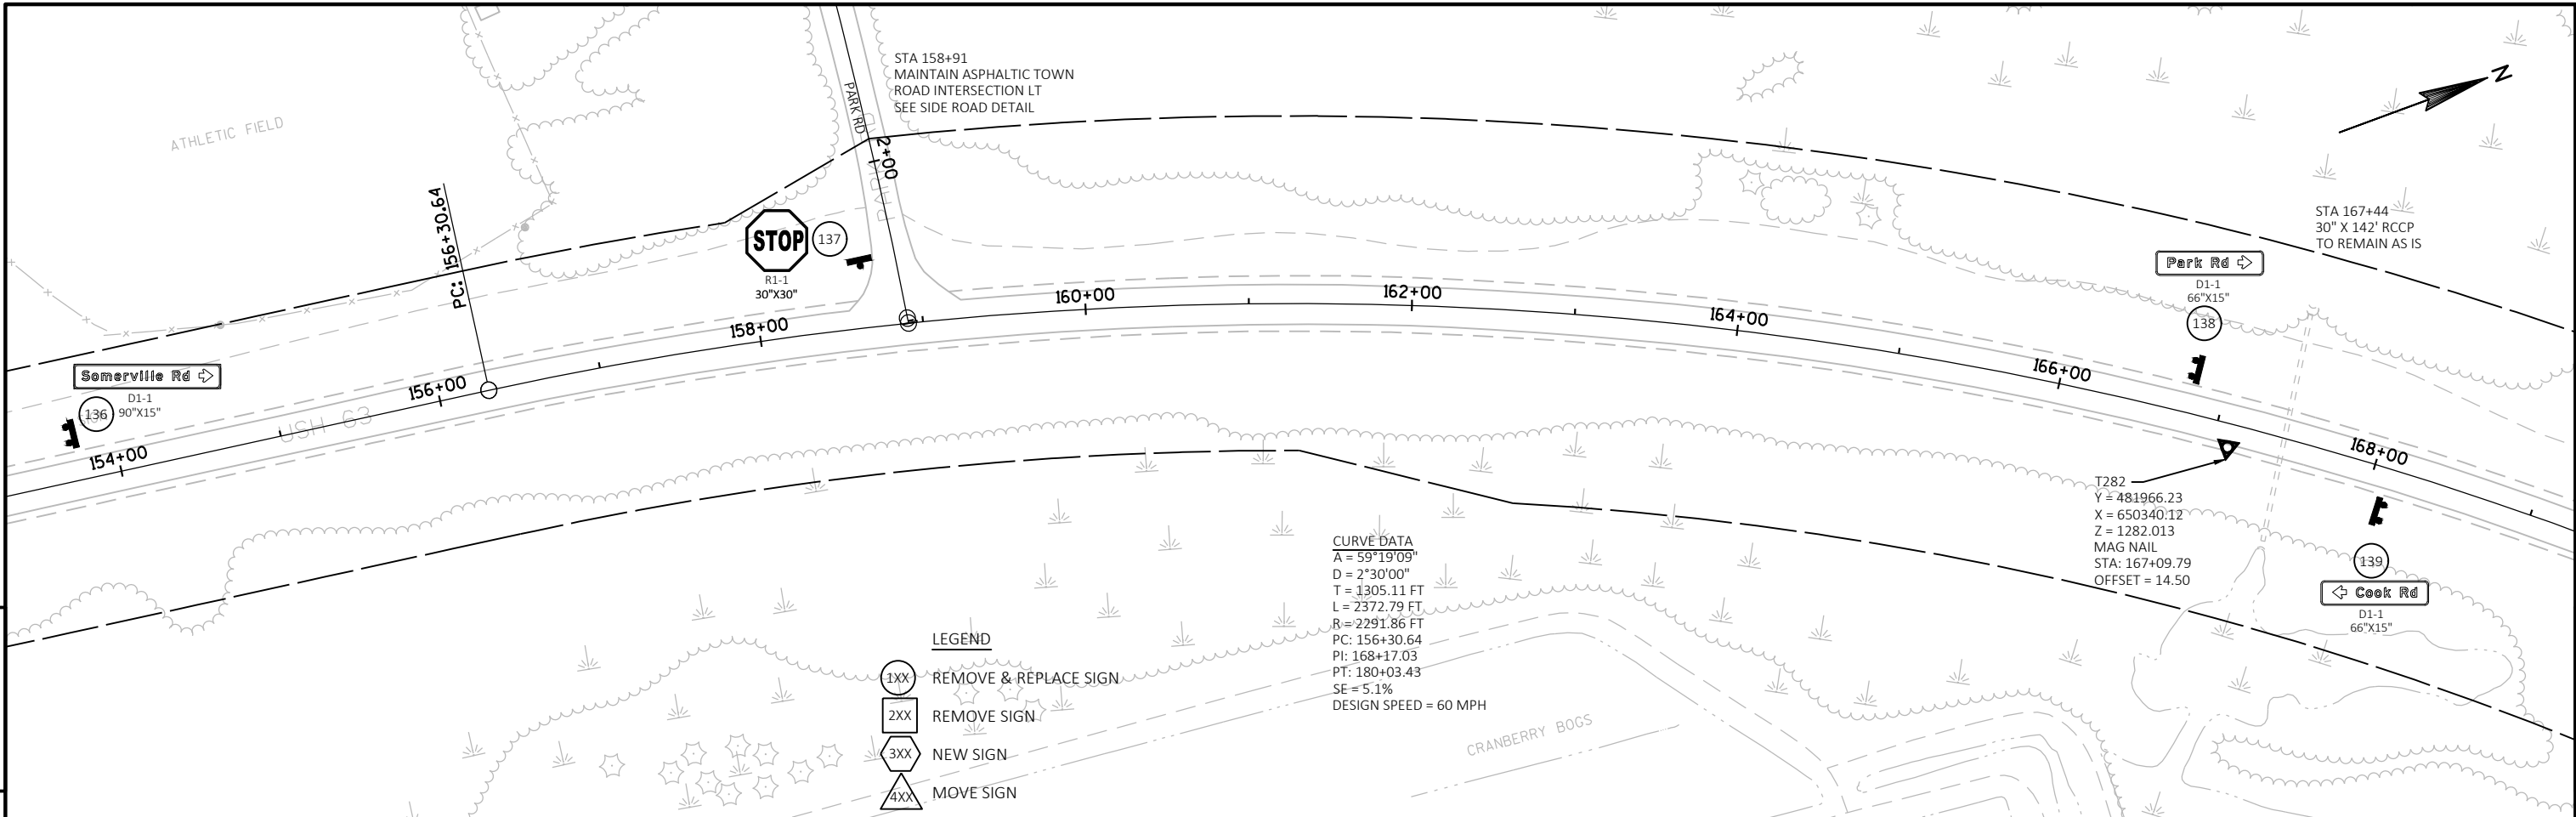 STA 158+91
MAINTAIN ASPHALTIC TOWN
ROAD INTERSECTION LT
SEE SIDE ROAD DETAIL
PARK RD
2+00
ATHLETIC FIELD
N
PC: 156+30.64
STOP
137
R1-1
30"X30"
STA 167+44
30" X 142' RCCP
TO REMAIN AS IS
Park Rd
D1-1
66"X15"
138
Somerville Rd
D1-1
90"X15"
136
154+00
156+00
158+00
160+00
162+00
164+00
166+00
168+00
USH 63
T282
Y = 481966.23
X = 650340.12
Z = 1282.013
MAG NAIL
STA: 167+09.79
OFFSET = 14.50
139
Cook Rd
D1-1
66"X15"
CURVE DATA
A = 59°19'09"
D = 2°30'00"
T = 1305.11 FT
L = 2372.79 FT
R = 2291.86 FT
PC: 156+30.64
PI: 168+17.03
PT: 180+03.43
SE = 5.1%
DESIGN SPEED = 60 MPH
LEGEND
1XX REMOVE & REPLACE SIGN
2XX REMOVE SIGN
3XX NEW SIGN
4XX MOVE SIGN
CRANBERRY BOGS